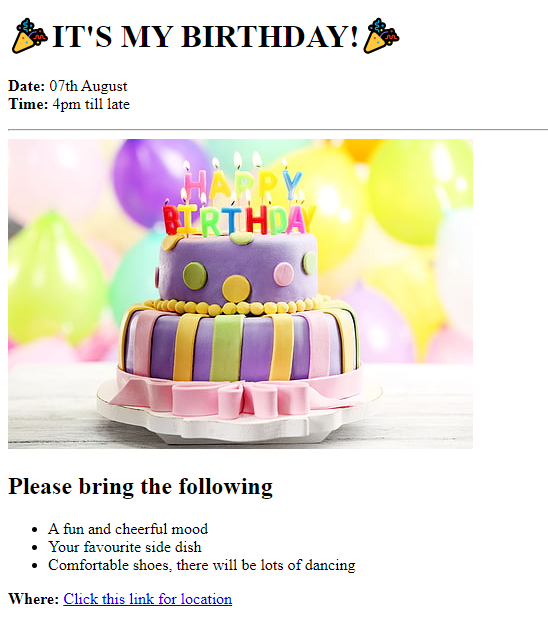 🎉IT'S MY BIRTHDAY!🎉
Date: 07th August
Time: 4pm till late
HAPPY
BIRTHDAY
Please bring the following
• A fun and cheerful mood
• Your favourite side dish
• Comfortable shoes, there will be lots of dancing
Where: Click this link for location